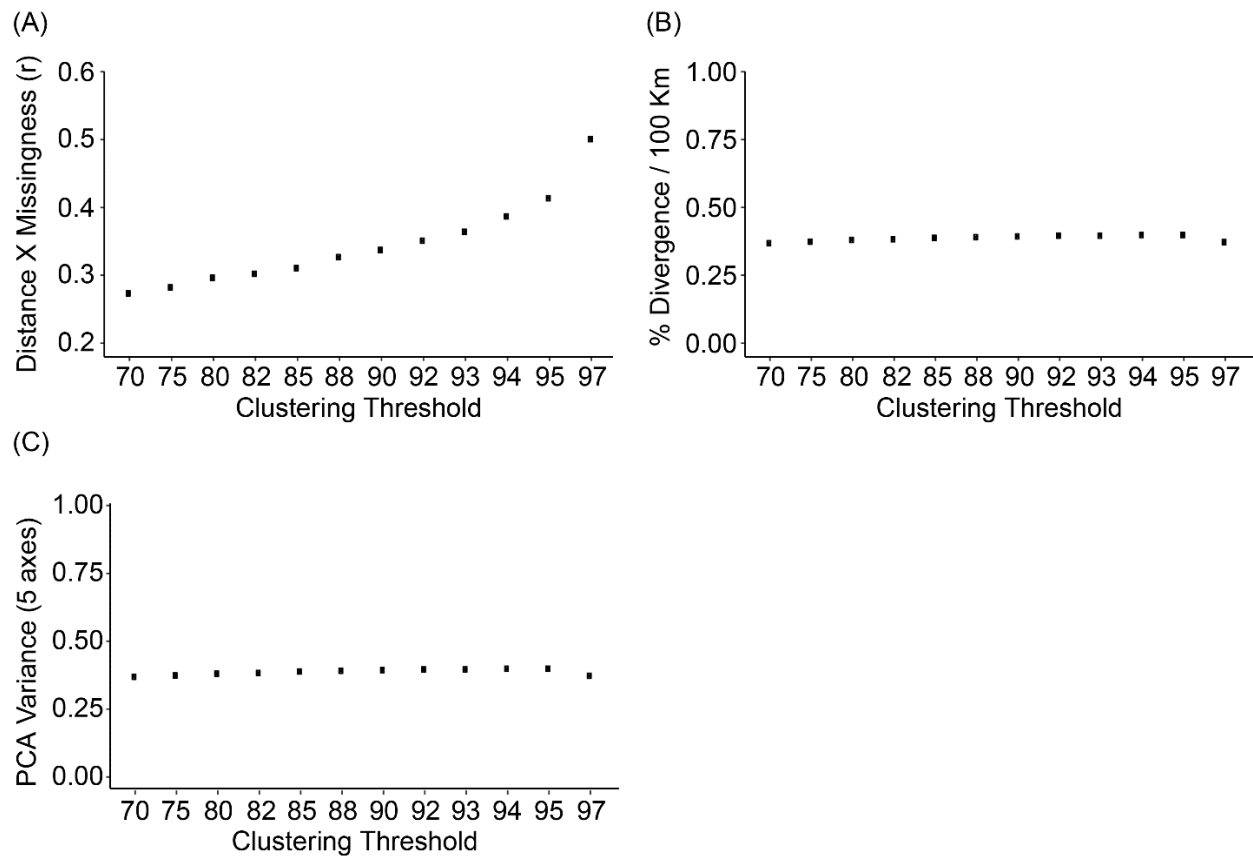 (A)
Distance X Missingness (r)
0.6
0.5
0.4
0.3
0.2
70 75 80 82 85 88 90 92 93 94 95 97
Clustering Threshold
(B)
% Divergence / 100 Km
1.00
0.75
0.50
0.25
0.00
70 75 80 82 85 88 90 92 93 94 95 97
Clustering Threshold
(C)
PCA Variance (5 axes)
1.00
0.75
0.50
0.25
0.00
70 75 80 82 85 88 90 92 93 94 95 97
Clustering Threshold